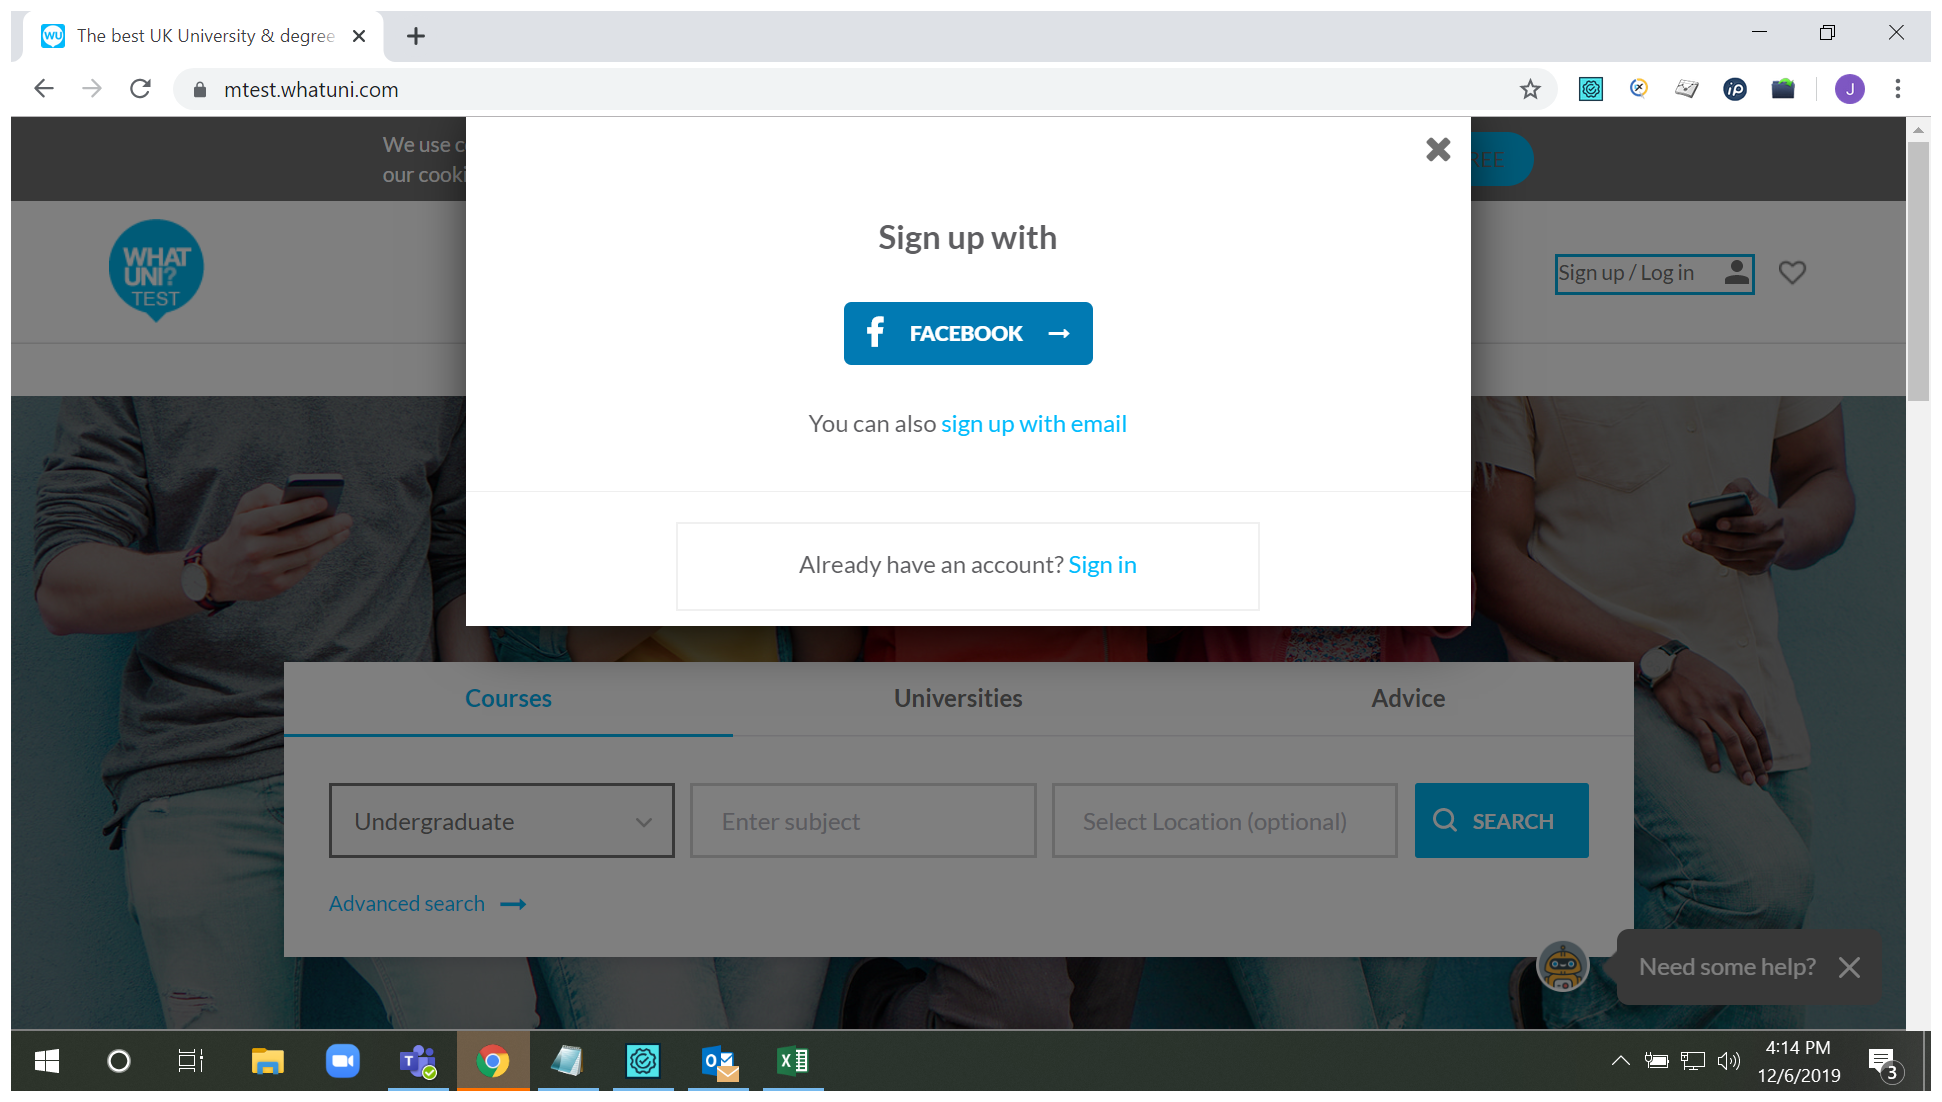 WU The best UK University & degree
mtest.whatuni.com
iP
J
We use c
our cooki
REE
WHAT
UNI?
TEST
Sign up / Log in
Sign up with
f FACEBOOK
You can also sign up with email
Already have an account? Sign in
Courses Universities Advice
Undergraduate Enter subject Select Location (optional) SEARCH
Advanced search
Need some help?
4:14 PM
12/6/2019
3